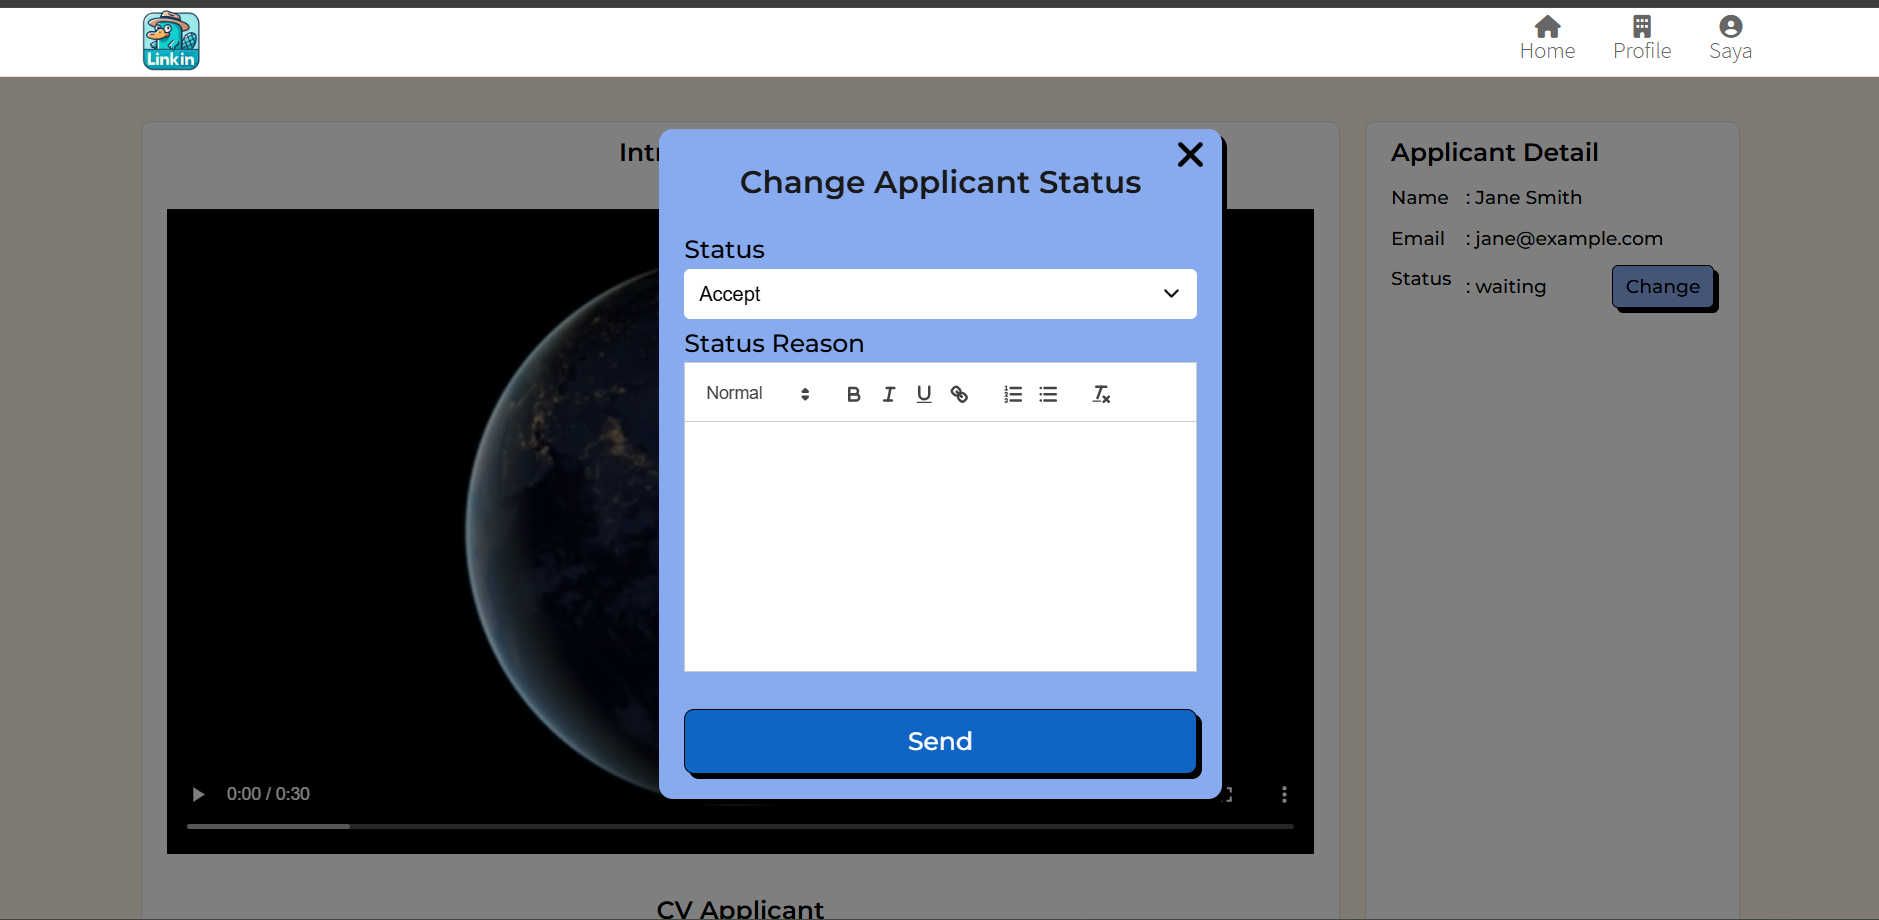 Linkin
Home
Profile
Saya
Intr
Change Applicant Status
Status
Accept
Status Reason
Normal
Send
0:00 / 0:30
CV Applicant
Applicant Detail
Name : Jane Smith
Email : jane@example.com
Status : waiting
Change